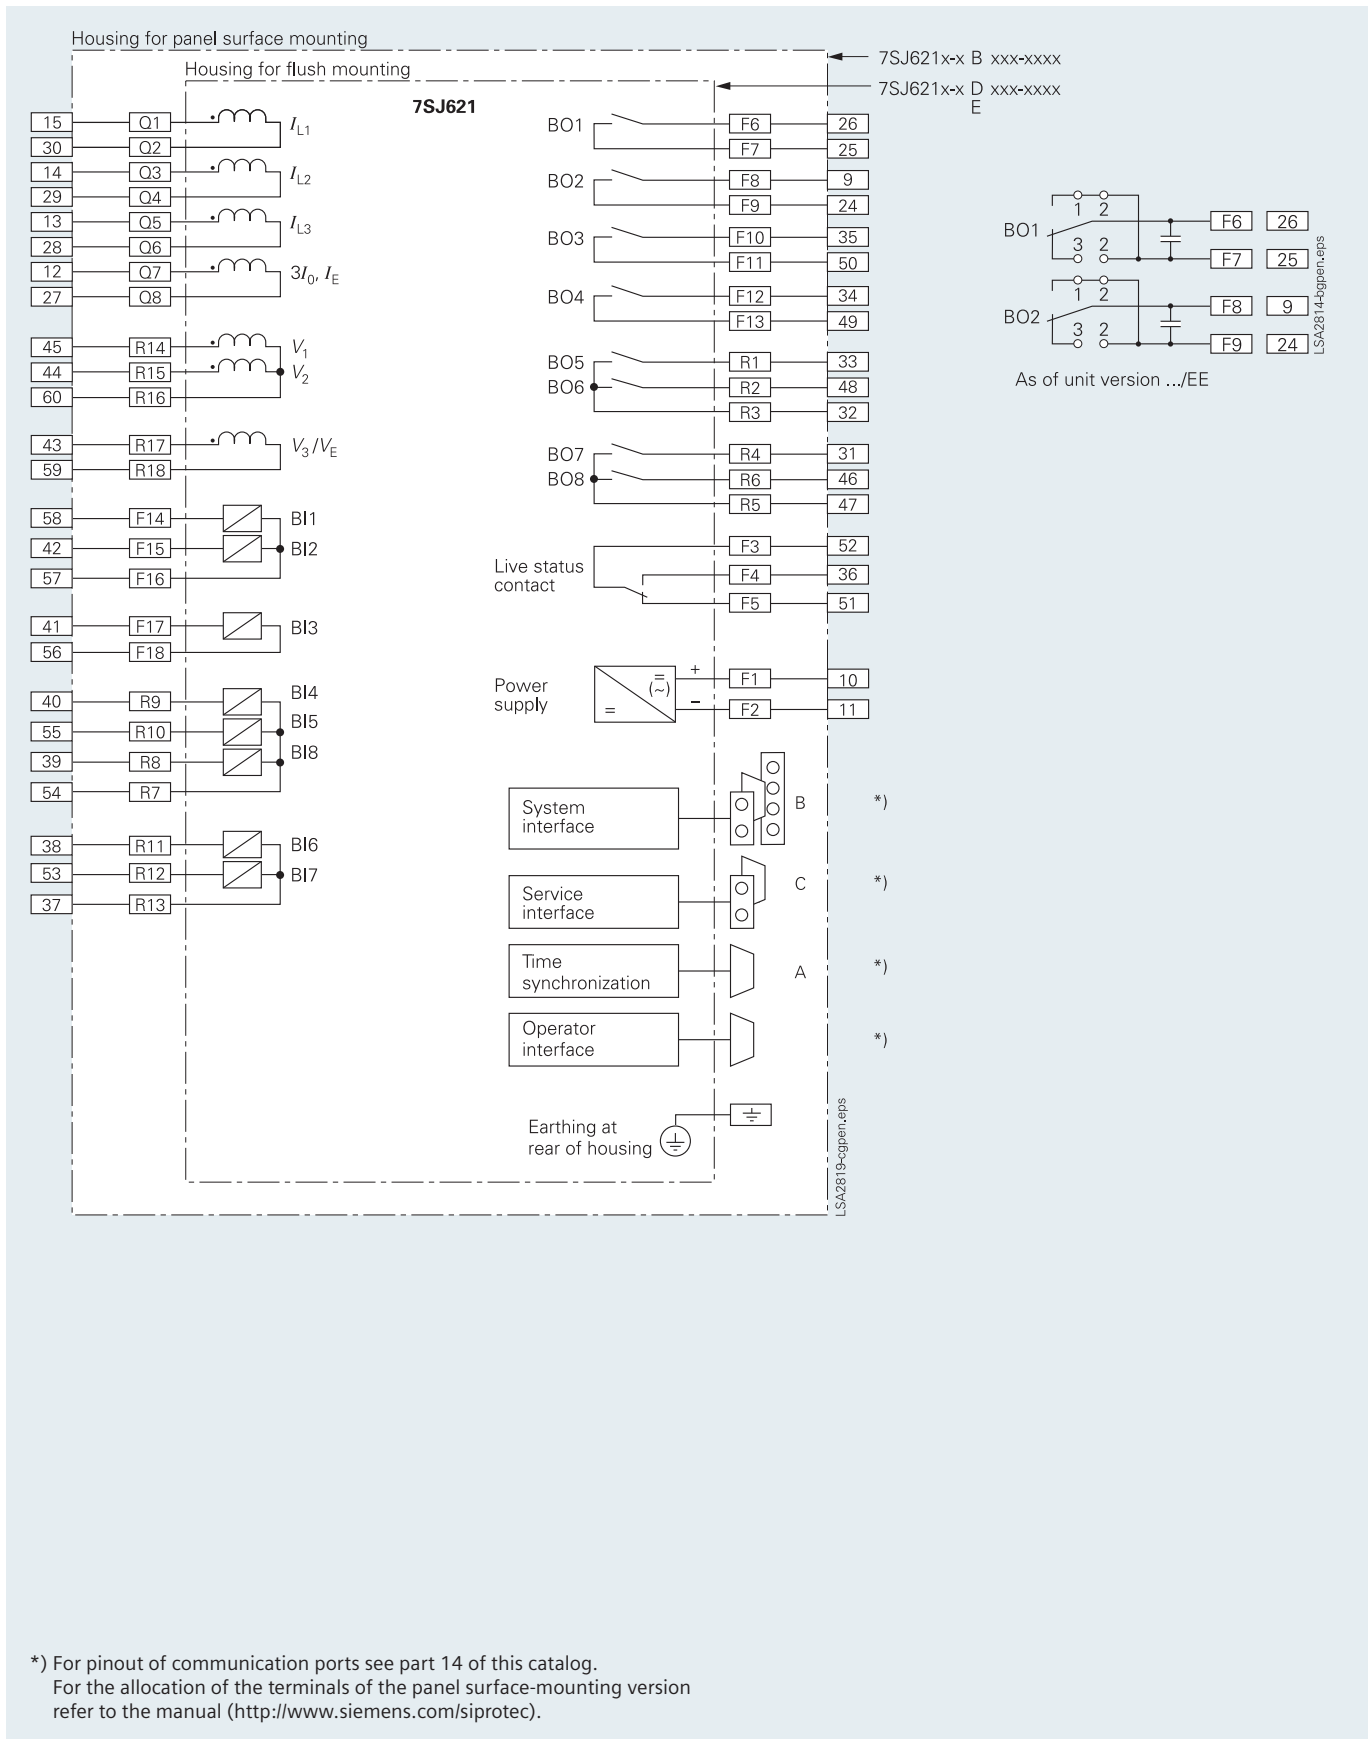 Housing for panel surface mounting
Housing for flush mounting
7SJ621
7SJ621x-x B xxx-xxxx
7SJ621x-x D xxx-xxxx
E
15 Q1 IL1
30 Q2
14 Q3 IL2
29 Q4
13 Q5 IL3
28 Q6
12 Q7 3I0, IE
27 Q8
45 R14 V1
44 R15 V2
60 R16
43 R17 V3/VE
59 R18
58 F14 BI1
42 F15 BI2
57 F16
41 F17 BI3
56 F18
40 R9 BI4
55 R10 BI5
39 R8 BI8
54 R7
38 R11 BI6
53 R12 BI7
37 R13
BO1 F6 26
F7 25
BO2 F8 9
F9 24
BO3 F10 35
F11 50
BO4 F12 34
F13 49
BO5 R1 33
BO6 R2 48
R3 32
BO7 R4 31
BO8 R6 46
R5 47
Live status
contact
F3 52
F4 36
F5 51
Power
supply
= (~) =
+ F1 10
– F2 11
System
interface
B *)
Service
interface
C *)
Time
synchronization
A *)
Operator
interface
*)
Earthing at
rear of housing
LSA2819-cgpen.eps
1 2
BO1
3 2
F6 26
F7 25
1 2
BO2
3 2
F8 9
F9 24
LSA2814-bgpen.eps
As of unit version .../EE
*) For pinout of communication ports see part 14 of this catalog.
For the allocation of the terminals of the panel surface-mounting version
refer to the manual (http://www.siemens.com/siprotec).